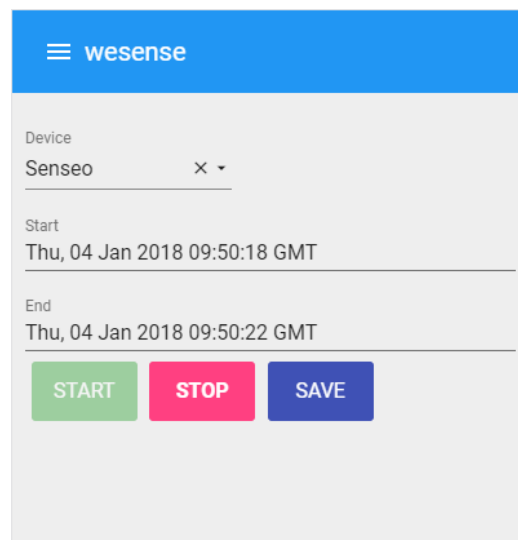 wesense
Device
Senseo
Start
Thu, 04 Jan 2018 09:50:18 GMT
End
Thu, 04 Jan 2018 09:50:22 GMT
START STOP SAVE